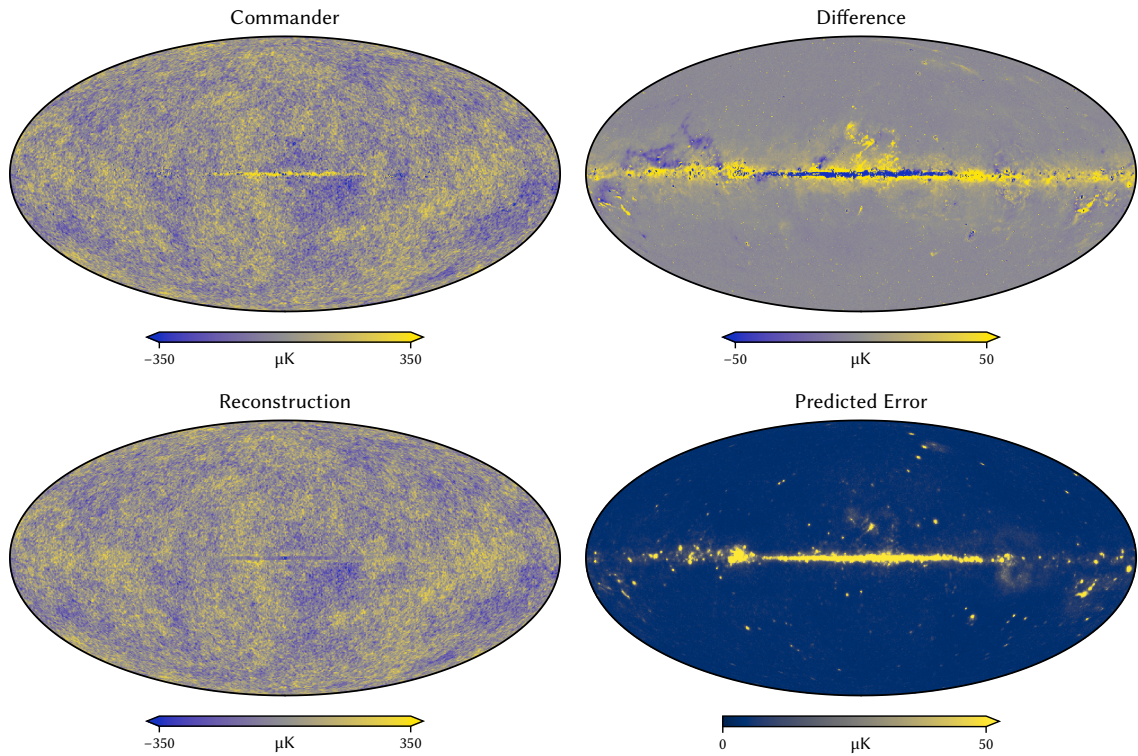 Commander
Difference
−350 μK 350
−50 μK 50
Reconstruction
Predicted Error
−350 μK 350
0 μK 50